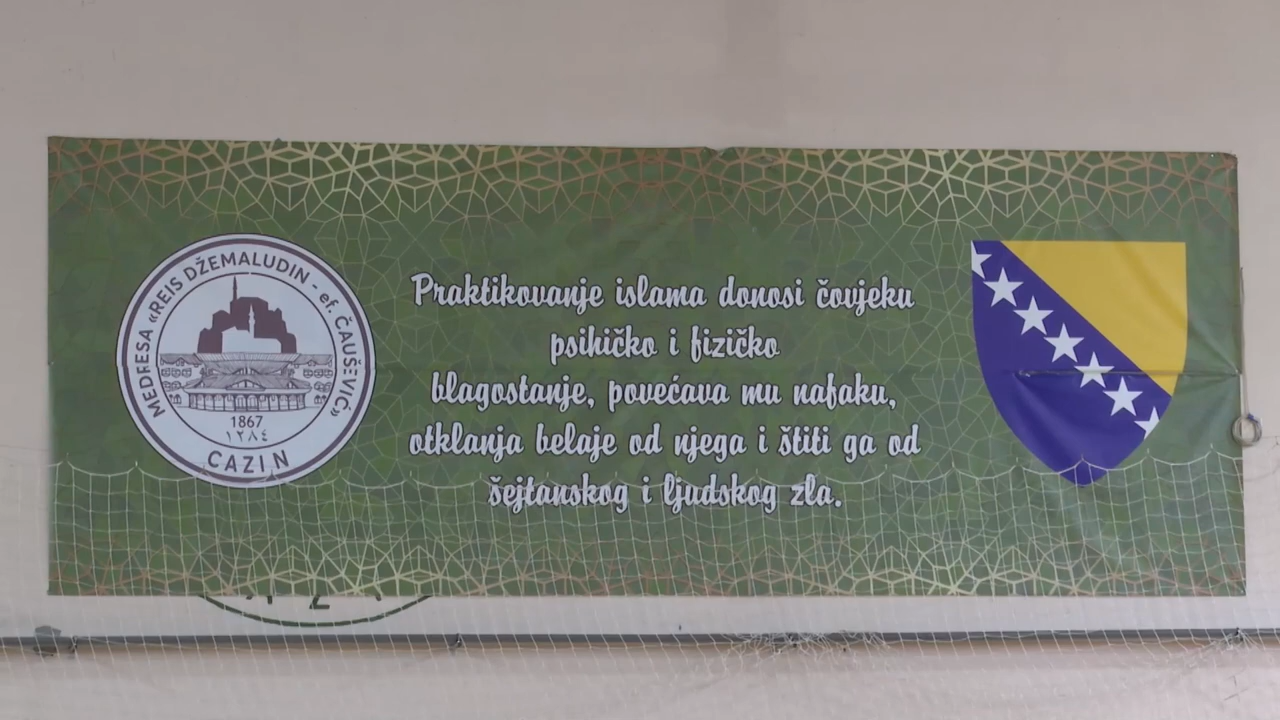 MEDRESA «REIS DŽEMALUDIN - ef. ČAUŠEVIĆ»
1867
١٢٨٤
CAZIN
Praktikovanje islama donosi čovjeku
psihičko i fizičko
blagostanje, povećava mu nafaku,
otklanja belaje od njega i štiti ga od
šejtanskog i ljudskog zla.